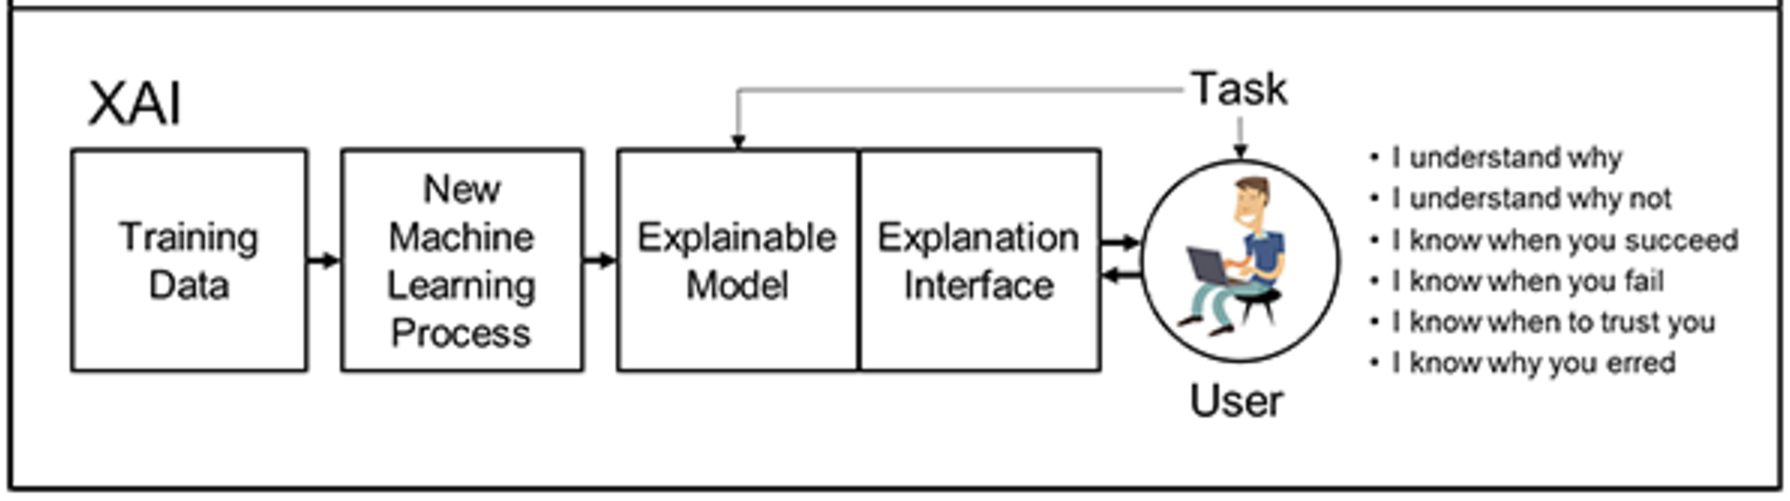 XAI
Task
Training
Data
New
Machine
Learning
Process
Explainable
Model
Explanation
Interface
User
• I understand why
• I understand why not
• I know when you succeed
• I know when you fail
• I know when to trust you
• I know why you erred